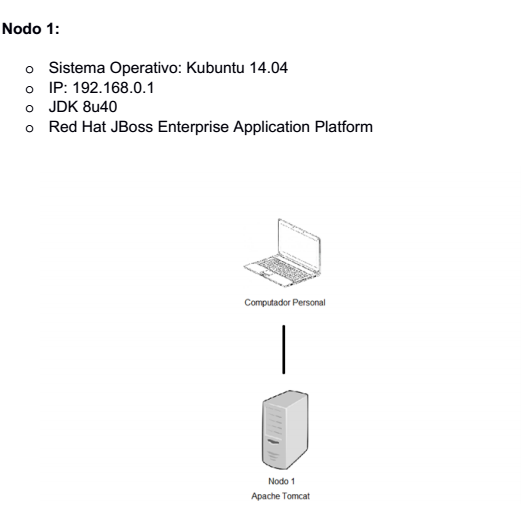 Nodo 1:
o Sistema Operativo: Kubuntu 14.04
o IP: 192.168.0.1
o JDK 8u40
o Red Hat JBoss Enterprise Application Platform
Computador Personal
Nodo 1
Apache Tomcat